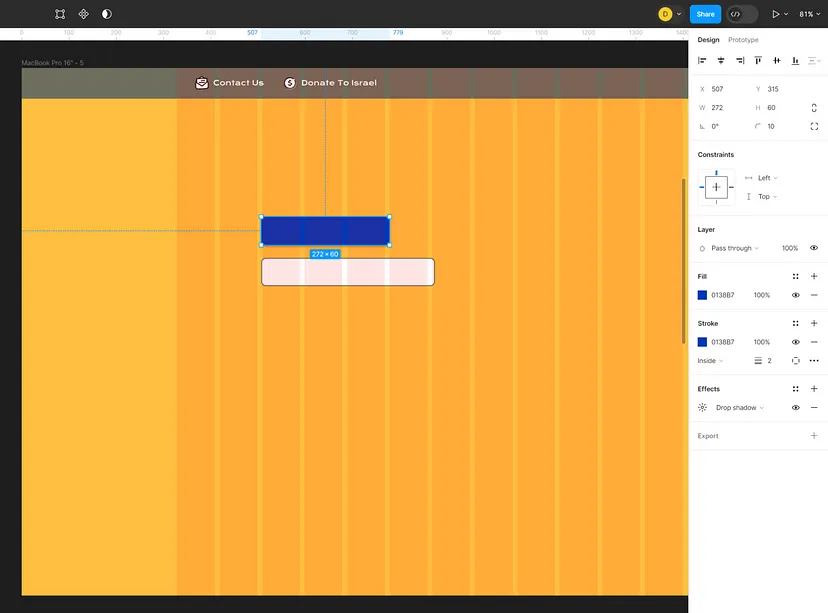 D
Share
</>
81%
0
100
200
300
400
507
600
700
779
900
1000
1100
1200
1300
1400
Design
Prototype
MacBook Pro 16" - 5
Contact Us
Donate To Israel
X 507
Y 315
W 272
H 60
0°
10
Constraints
Left
Top
Layer
Pass through
100%
Fill
0138B7
100%
Stroke
0138B7
100%
Inside
2
Effects
Drop shadow
Export
272 × 60